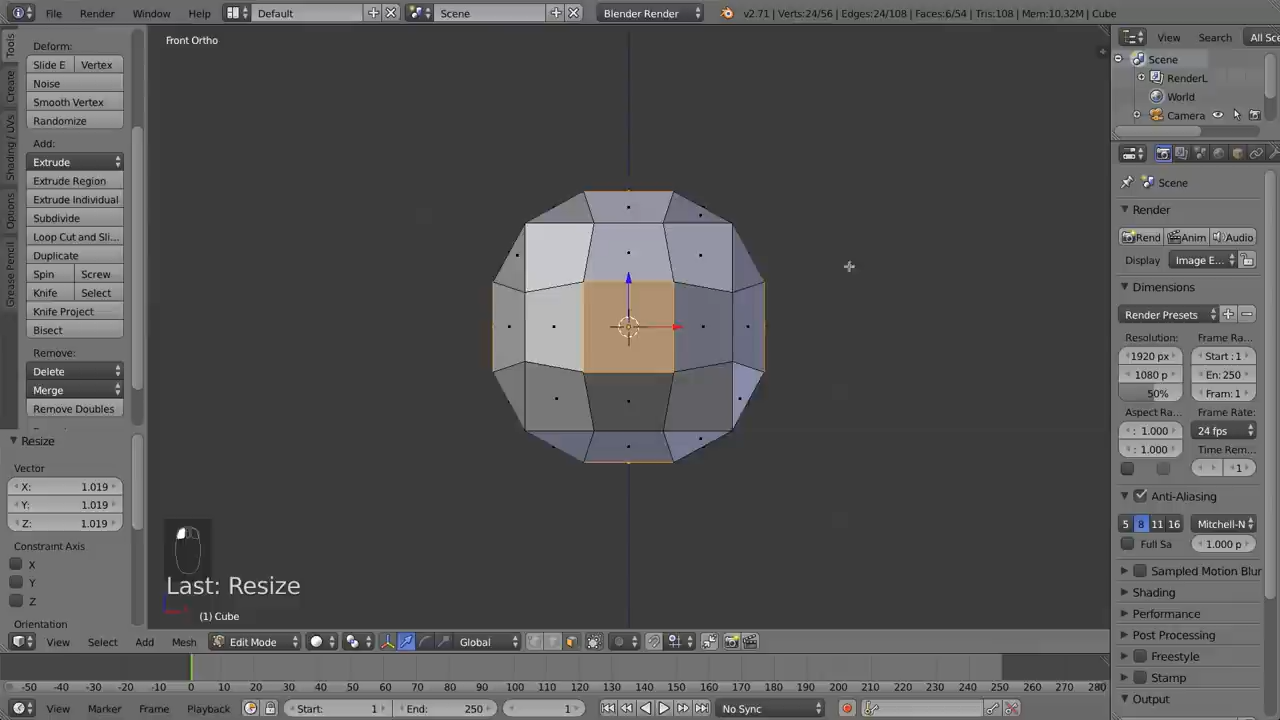 File Render Window Help Default Scene Blender Render v2.71 | Verts:24/56 | Edges:24/108 | Faces:6/54 | Tris:108 | Mem:10.32M | Cube
Front Ortho
View Search All Sce
Scene
RenderL
World
Camera
Tools
Create
Shading / UVs
Options
Grease Pencil
Deform:
Slide E Vertex
Noise
Smooth Vertex
Randomize
Add:
Extrude
Extrude Region
Extrude Individual
Subdivide
Loop Cut and Sli...
Duplicate
Spin Screw
Knife Select
Knife Project
Bisect
Remove:
Delete
Merge
Remove Doubles
Resize
Vector
X: 1.019
Y: 1.019
Z: 1.019
Constraint Axis
X
Y
Z
Orientation
Last: Resize
(1) Cube
Scene
Render
Rend Anim Audio
Display Image E...
Dimensions
Render Presets
Resolution: Frame Ra...
1920 px Start : 1
1080 p En: 250
50% Fram: 1
Aspect Ra... Frame Rate:
: 1.000 24 fps
: 1.000 Time Rem...
1
Anti-Aliasing
5 8 11 16 Mitchell-N
Full Sa 1.000 p
Sampled Motion Blur
Shading
Performance
Post Processing
Freestyle
Stamp
Output
View Select Add Mesh Edit Mode Global
-50 -40 -30 -20 -10 0 10 20 30 40 50 60 70 80 90 100 110 120 130 140 150 160 170 180 190 200 210 220 230 240 250 260 270 280
View Marker Frame Playback Start: 1 End: 250 1 No Sync